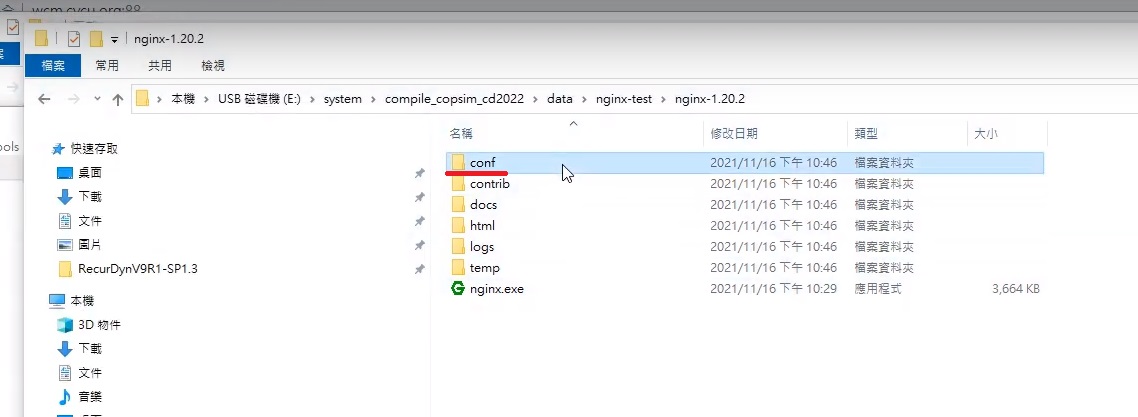 wcm.cycu.org:88
nginx-1.20.2
檔案 常用 共用 檢視
本機 USB 磁碟機 (E:) system compile_copsim_cd2022 data nginx-test nginx-1.20.2
名稱 修改日期 類型 大小
ools
快速存取
桌面
下載
文件
圖片
RecurDynV9R1-SP1.3
本機
3D 物件
下載
文件
音樂
conf 2021/11/16 下午 10:46 檔案資料夾
contrib 2021/11/16 下午 10:46 檔案資料夾
docs 2021/11/16 下午 10:46 檔案資料夾
html 2021/11/16 下午 10:46 檔案資料夾
logs 2021/11/16 下午 10:46 檔案資料夾
temp 2021/11/16 下午 10:46 檔案資料夾
nginx.exe 2021/11/16 下午 10:29 應用程式 3,664 KB